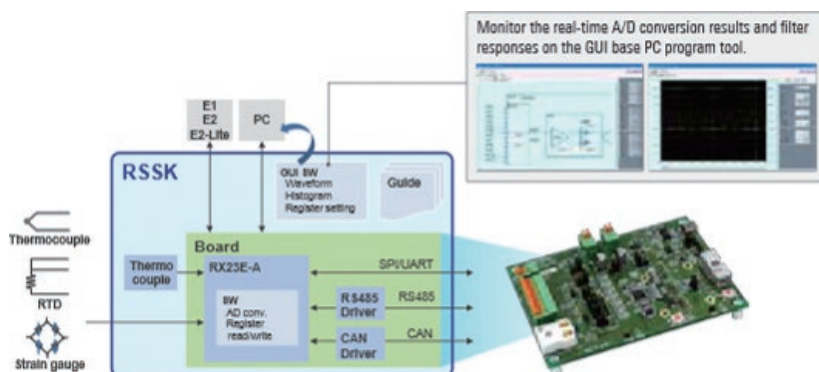 Monitor the real-time A/D conversion results and filter
responses on the GUI base PC program tool.
E1
E2
E2-Lite
PC
RSSK
GUI SW
Waveform
Histogram
Register setting
Guide
Thermocouple
RTD
Strain gauge
Board
Thermo
couple
RX23E-A
SW
AD conv.
Register
read/write
SPI/UART
RS485
Driver
RS485
CAN
Driver
CAN